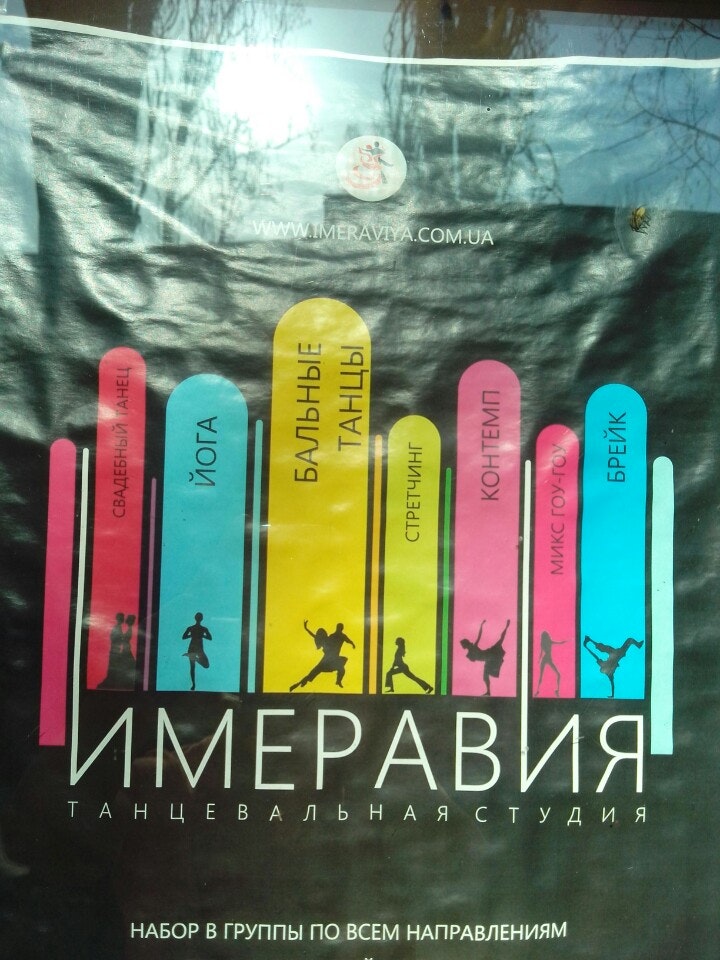 WWW.IMERAVIYA.COM.UA
СВАДЕБНЫЙ ТАНЕЦ
ЙОГА
БАЛЬНЫЕ
ТАНЦЫ
СТРЕТЧИНГ
КОНТЕМП
МИКС ГОУ-ГОУ
БРЕЙК
ИМЕРАВИЯ
ТАНЦЕВАЛЬНАЯ СТУДИЯ
НАБОР В ГРУППЫ ПО ВСЕМ НАПРАВЛЕНИЯМ